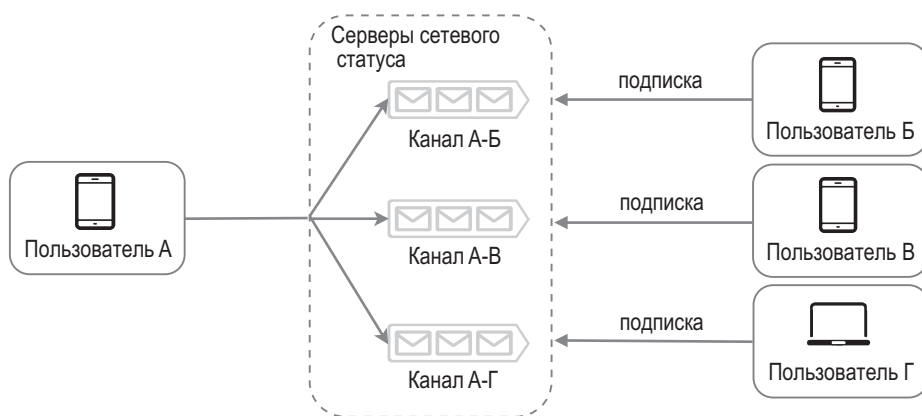 Серверы сетевого
статуса
подписка
Канал А-Б
Пользователь Б
Пользователь А
подписка
Канал А-В
Пользователь В
подписка
Канал А-Г
Пользователь Г